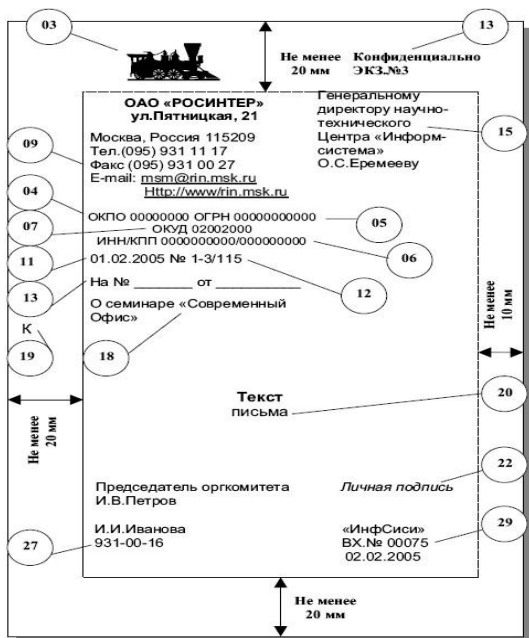 03
13
Не менее
20 мм
Конфиденциально
ЭКЗ.№3
ОАО «РОСИНТЕР»
ул.Пятницкая, 21
Генеральному
директору научно-
технического
Центра «Информ-
система»
О.С.Еремееву
15
09
Москва, Россия 115209
Тел.(095) 931 11 17
Факс (095) 931 00 27
E-mail: msm@rin.msk.ru
Http://www/rin.msk.ru
04
ОКПО 00000000 ОГРН 00000000000
05
07
ОКУД 02002000
ИНН/КПП 0000000000/000000000
06
11
01.02.2005 № 1-3/115
12
13
На № _______ от __________
О семинаре «Современный
Офис»
К
19
18
Не менее
10 мм
Текст
письма
20
Не менее
20 мм
22
Председатель оргкомитета
И.В.Петров
Личная подпись
27
И.И.Иванова
931-00-16
«ИнфСиси»
ВХ.№ 00075
02.02.2005
29
Не менее
20 мм